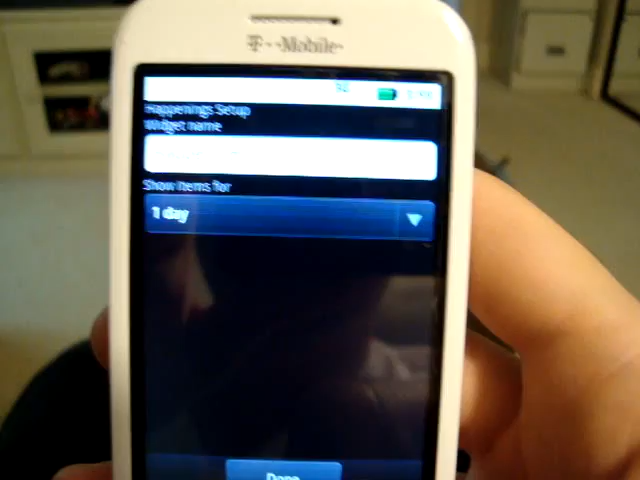 T··Mobile·
Happenings Setup
Widget name
Show items for
1 day
Done